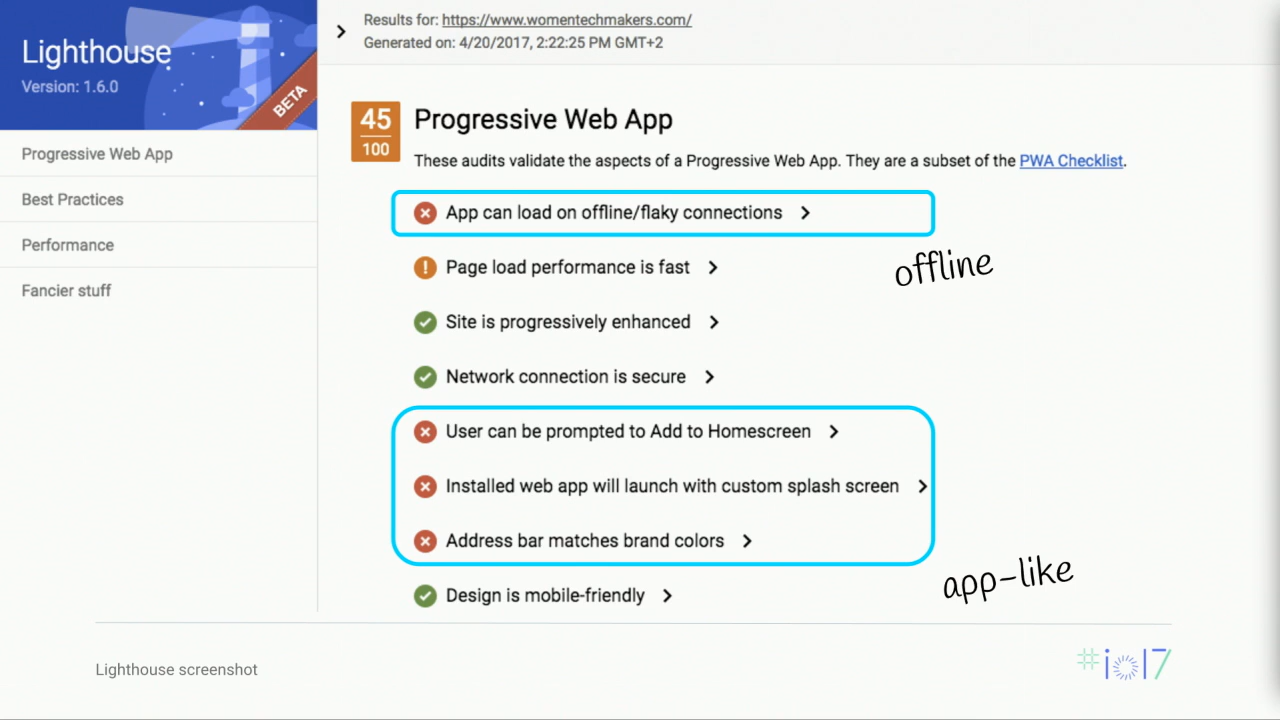 Lighthouse
Version: 1.6.0
BETA
Progressive Web App
Best Practices
Performance
Fancier stuff
Results for: https://www.womentechmakers.com/
Generated on: 4/20/2017, 2:22:25 PM GMT+2
45
100
Progressive Web App
These audits validate the aspects of a Progressive Web App. They are a subset of the PWA Checklist.
App can load on offline/flaky connections
offline
Page load performance is fast
Site is progressively enhanced
Network connection is secure
User can be prompted to Add to Homescreen
Installed web app will launch with custom splash screen
Address bar matches brand colors
app-like
Design is mobile-friendly
Lighthouse screenshot
#io17